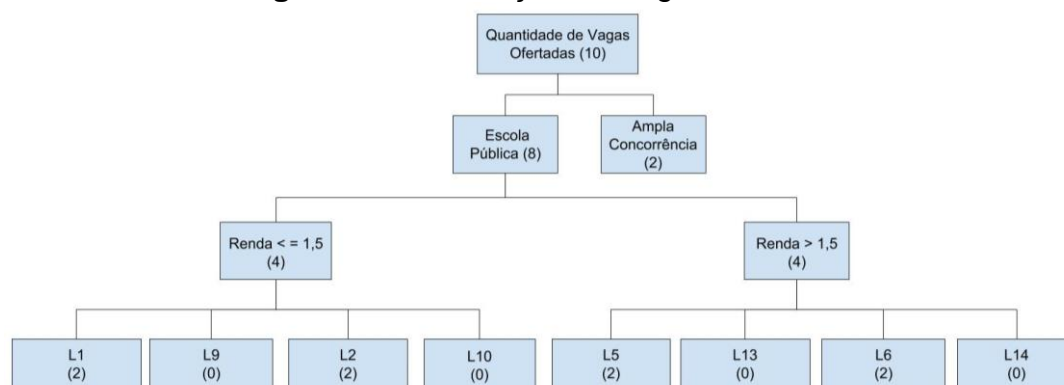 Quantidade de Vagas
Ofertadas (10)
Escola
Pública (8)
Ampla
Concorrência
(2)
Renda < = 1,5
(4)
Renda > 1,5
(4)
L1
(2)
L9
(0)
L2
(2)
L10
(0)
L5
(2)
L13
(0)
L6
(2)
L14
(0)